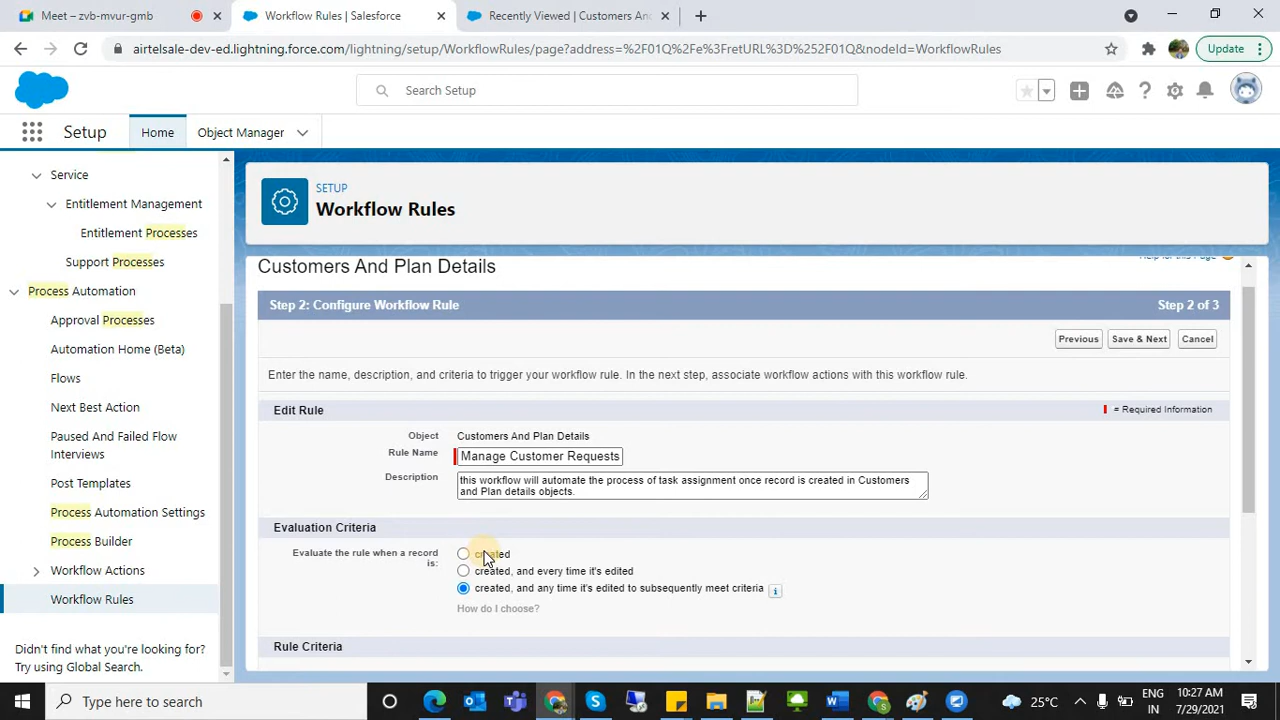 Meet – zvb-mvur-gmb
Workflow Rules | Salesforce
Recently Viewed | Customers And
airtelsale-dev-ed.lightning.force.com/lightning/setup/WorkflowRules/page?address=%2F01Q%2Fe%3FretURL%3D%252F01Q&nodeId=WorkflowRules
Update
Search Setup
Setup
Home
Object Manager
Service
Entitlement Management
Entitlement Processes
Support Processes
Process Automation
Approval Processes
Automation Home (Beta)
Flows
Next Best Action
Paused And Failed Flow
Interviews
Post Templates
Process Automation Settings
Process Builder
Workflow Actions
Workflow Rules
Didn't find what you're looking for?
Try using Global Search.
SETUP
Workflow Rules
Customers And Plan Details
Help for this Page
Step 2: Configure Workflow Rule
Step 2 of 3
Previous
Save & Next
Cancel
Enter the name, description, and criteria to trigger your workflow rule. In the next step, associate workflow actions with this workflow rule.
Edit Rule
= Required Information
Object
Customers And Plan Details
Rule Name
Manage Customer Requests
Description
this workflow will automate the process of task assignment once record is created in Customers
and Plan details objects.
Evaluation Criteria
Evaluate the rule when a record
is:
created
created, and every time it's edited
created, and any time it's edited to subsequently meet criteria
How do I choose?
Rule Criteria
Type here to search
25°C
ENG
IN
10:27 AM
7/29/2021